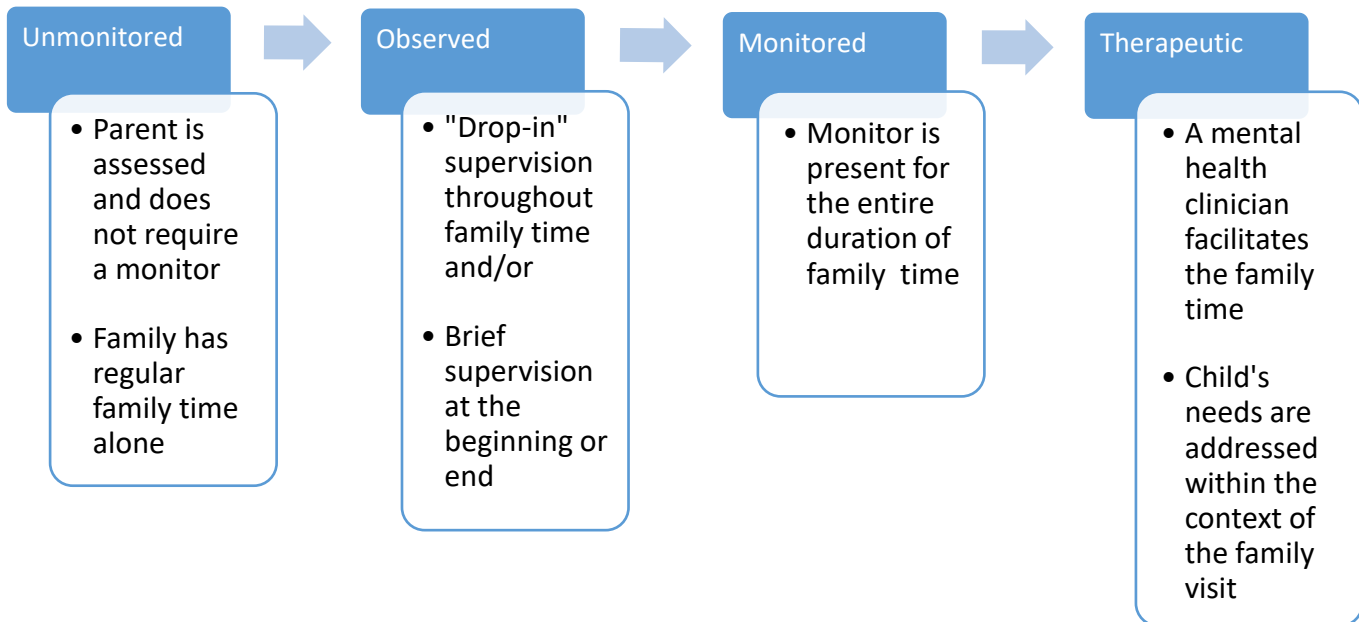 Unmonitored
• Parent is
assessed
and does
not require
a monitor
• Family has
regular
family time
alone
Observed
• "Drop-in"
supervision
throughout
family time
and/or
• Brief
supervision
at the
beginning or
end
Monitored
• Monitor is
present for
the entire
duration of
family time
Therapeutic
• A mental
health
clinician
facilitates
the family
time
• Child's
needs are
addressed
within the
context of
the family
visit